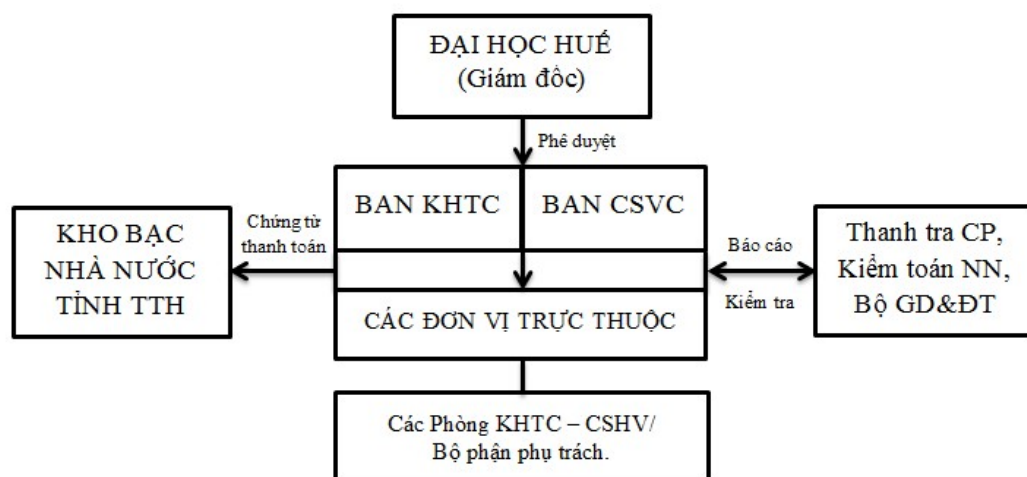 ĐẠI HỌC HUẾ
(Giám đốc)
Phê duyệt
BAN KHTC
BAN CSVC
KHO BẠC
NHÀ NƯỚC
TỈNH TTH
Chứng từ
thanh toán
Báo cáo
Kiểm tra
Thanh tra CP,
Kiểm toán NN,
Bộ GD&ĐT
CÁC ĐƠN VỊ TRỰC THUỘC
Các Phòng KHTC – CSHV/
Bộ phận phụ trách.